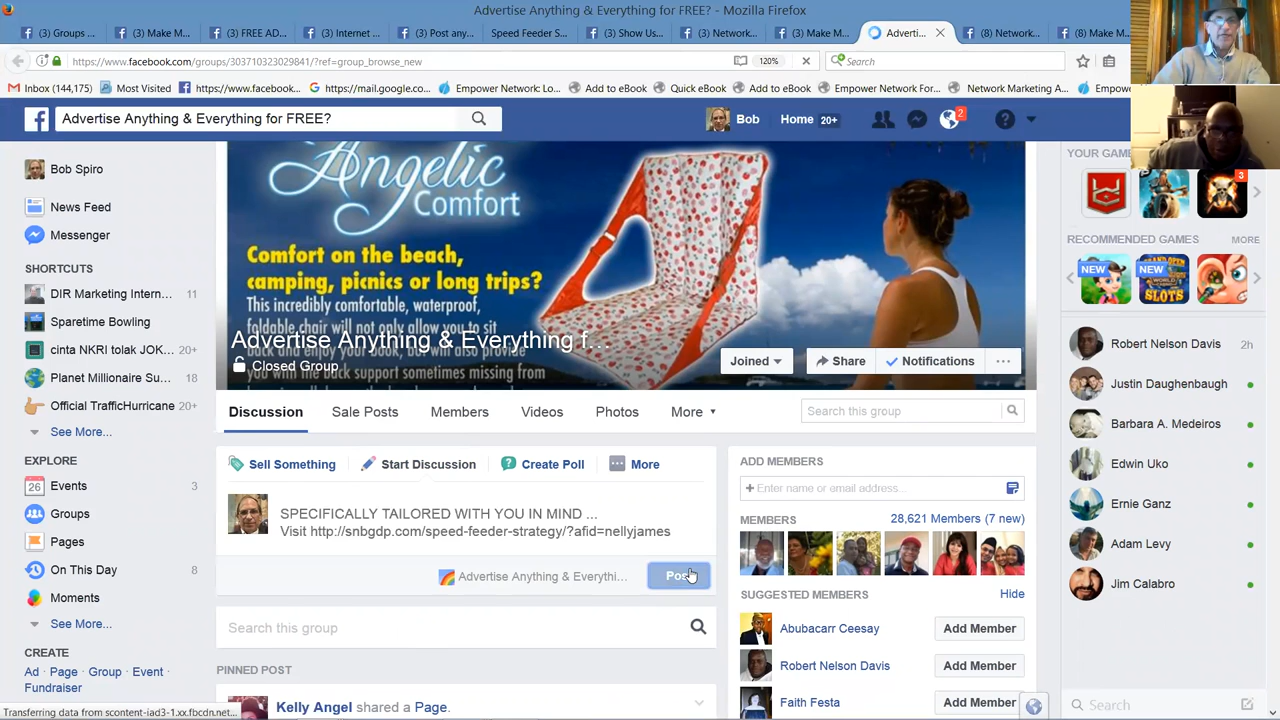 Advertise Anything & Everything for FREE? - Mozilla Firefox
(3) Groups ...
(3) Make M...
(3) FREE AD...
(3) Internet ...
(3) Post any...
Speed Feeder S...
(3) Show Us...
(3) Network...
(3) Make M...
Adverti...
(8) Network...
(8) Make M...
https://www.facebook.com/groups/303710303029841/?ref=group_browse_new
120%
Search
Inbox (144,175)
Most Visited
https://www.facebook...
https://mail.google.co...
Empower Network: Lo...
Add to eBook
Quick eBook
Add to eBook
Empower Network: For...
Network Marketing A...
Advertise Anything & Everything for FREE?
Bob
Home 20+
2
Bob Spiro
News Feed
Messenger
SHORTCUTS
DIR Marketing Intern... 11
Sparetime Bowling
cinta NKRI tolak JOK... 20+
Planet Millionaire Su... 18
Official TrafficHurricane 20+
See More...
EXPLORE
Events 3
Groups
Pages
On This Day 8
Moments
See More...
CREATE
Ad · Page · Group · Event ·
Fundraiser
Transferring data from scontent-iad3-1.xx.fbcdn.net...
Angelic
Comfort
Comfort on the beach,
camping, picnics or long trips?
This incredibly comfortable, waterproof,
foldable chair will not only allow you to sit
back and enjoy your book, but will also provide
you with the back support sometimes missing from
Advertise Anything & Everything f...
Closed Group
Joined
Share
Notifications
Discussion
Sale Posts
Members
Videos
Photos
More
Search this group
Sell Something
Start Discussion
Create Poll
More
SPECIFICALLY TAILORED WITH YOU IN MIND ...
Visit http://snbgdp.com/speed-feeder-strategy/?afid=nellyjames
Advertise Anything & Everythi...
Post
Search this group
PINNED POST
Kelly Angel shared a Page.
ADD MEMBERS
+ Enter name or email address...
MEMBERS
28,621 Members (7 new)
SUGGESTED MEMBERS
Hide
Abubacarr Ceesay
Add Member
Robert Nelson Davis
Add Member
Faith Festa
Add Member
YOUR GAM
3
RECOMMENDED GAMES
MORE
NEW
NEW
SLOTS
Robert Nelson Davis 2h
Justin Daughenbaugh
Barbara A. Medeiros
Edwin Uko
Ernie Ganz
Adam Levy
Jim Calabro
Search